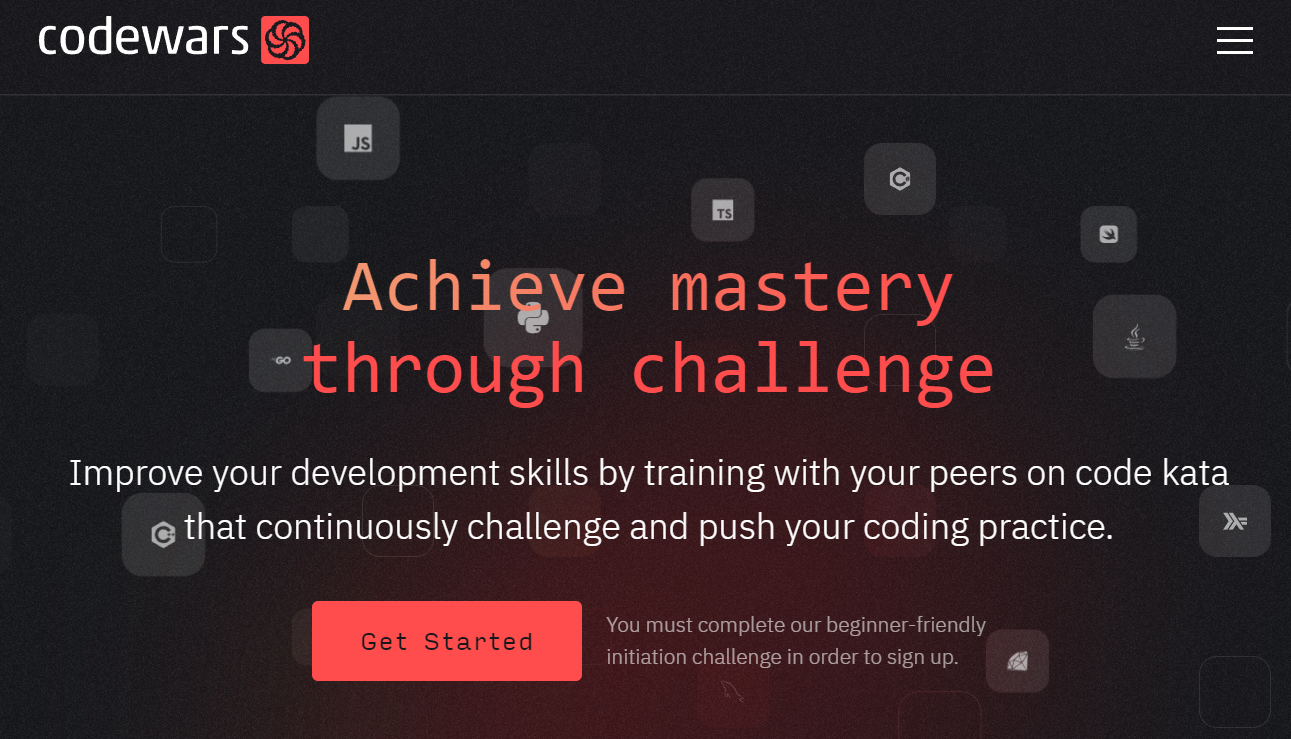 codewars
JS
TS
Achieve mastery
GO
through challenge
Improve your development skills by training with your peers on code kata
that continuously challenge and push your coding practice.
Get Started
You must complete our beginner-friendly
initiation challenge in order to sign up.